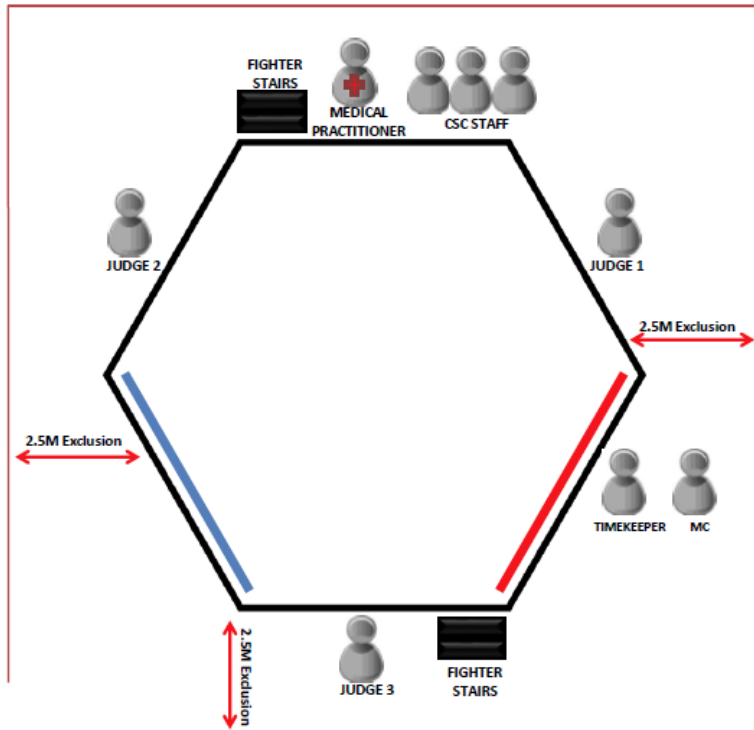 FIGHTER
STAIRS
MEDICAL
PRACTITIONER
CSC STAFF
JUDGE 2
JUDGE 1
2.5M Exclusion
2.5M Exclusion
TIMEKEEPER
MC
2.5M Exclusion
JUDGE 3
FIGHTER
STAIRS